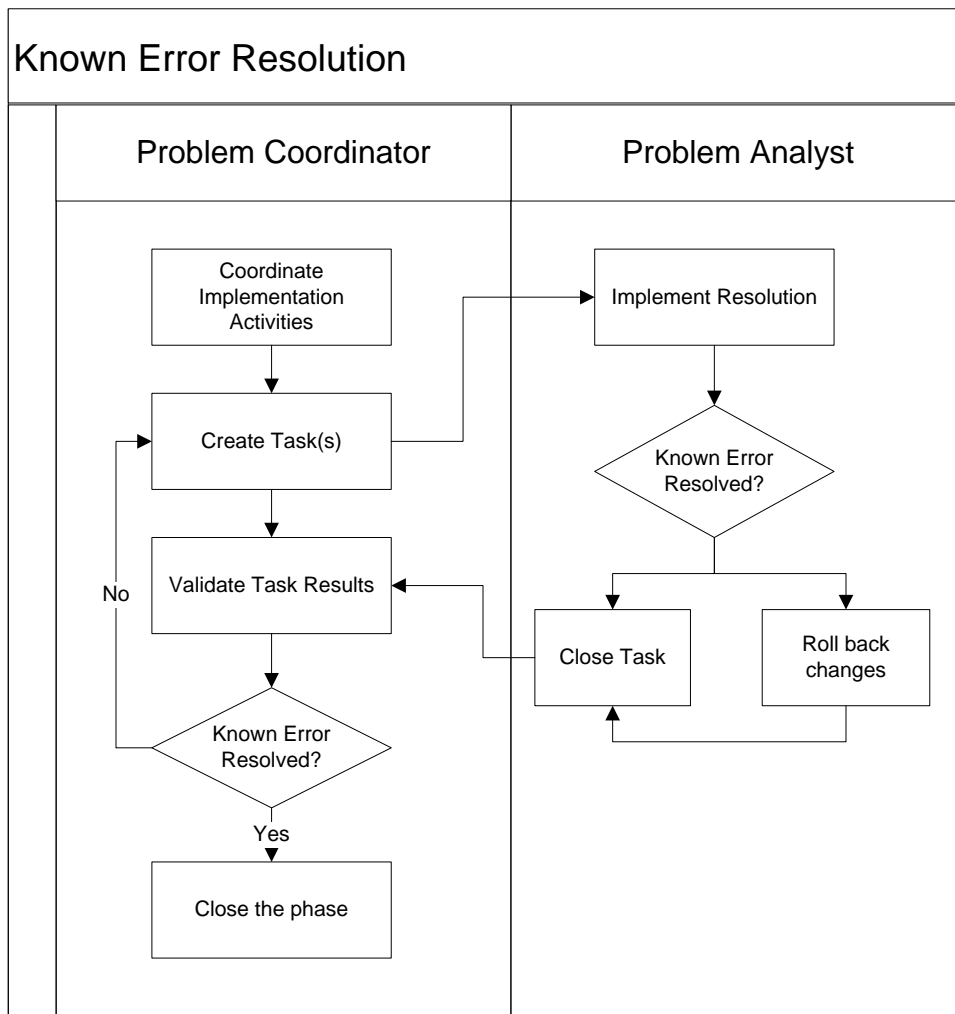 Known Error Resolution
Problem Coordinator
Problem Analyst
Coordinate
Implementation
Activities
Create Task(s)
Validate Task Results
No
Known Error
Resolved?
Yes
Close the phase
Implement Resolution
Known Error
Resolved?
Close Task
Roll back
changes